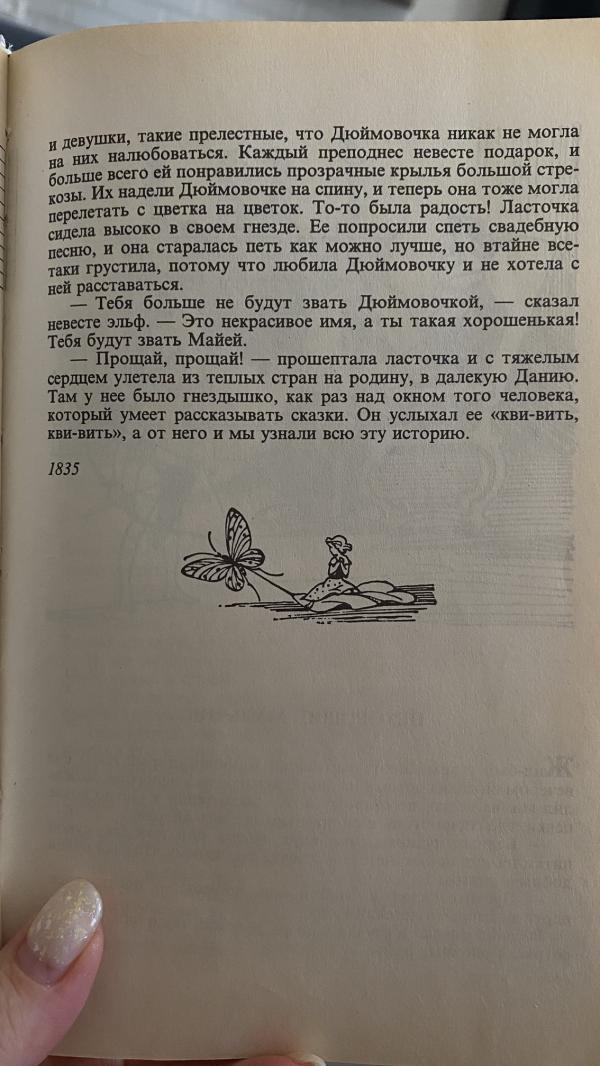 и девушки, такие прелестные, что Дюймовочка никак не могла
на них налюбоваться. Каждый преподнес невесте подарок, и
больше всего ей понравились прозрачные крылья большой стре-
козы. Их надели Дюймовочке на спину, и теперь она тоже могла
перелетать с цветка на цветок. То-то была радость! Ласточка
сидела высоко в своем гнезде. Ее попросили спеть свадебную
песню, и она старалась петь как можно лучше, но втайне все-
таки грустила, потому что любила Дюймовочку и не хотела с
ней расставаться.
— Тебя больше не будут звать Дюймовочкой, — сказал
невесте эльф. — Это некрасивое имя, а ты такая хорошенькая!
Тебя будут звать Майей.
— Прощай, прощай! — прошептала ласточка и с тяжелым
сердцем улетела из теплых стран на родину, в далекую Данию.
Там у нее было гнездышко, как раз над окном того человека,
который умеет рассказывать сказки. Он услыхал ее «кви-вить,
кви-вить», а от него и мы узнали всю эту историю.
1835